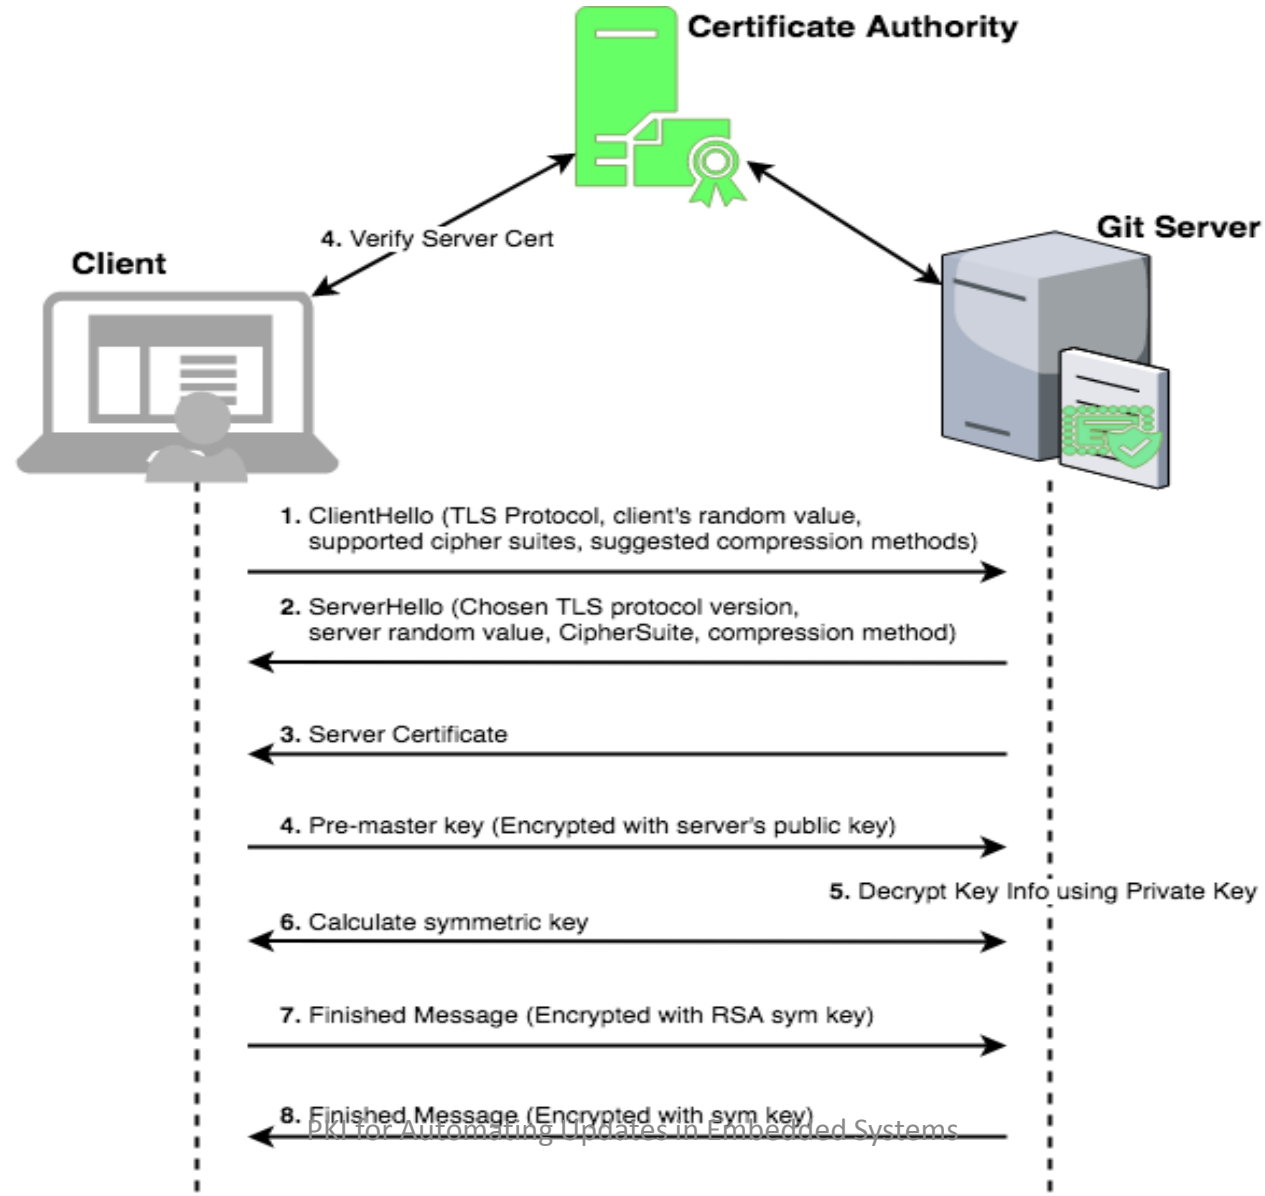 Certificate Authority
Git Server
4. Verify Server Cert
Client
1. ClientHello (TLS Protocol, client's random value,
supported cipher suites, suggested compression methods)
2. ServerHello (Chosen TLS protocol version,
server random value, CipherSuite, compression method)
3. Server Certificate
4. Pre-master key (Encrypted with server's public key)
5. Decrypt Key Info using Private Key
6. Calculate symmetric key
7. Finished Message (Encrypted with RSA sym key)
8. Finished Message (Encrypted with sym key)
PKI for Automating Updates in Embedded Systems